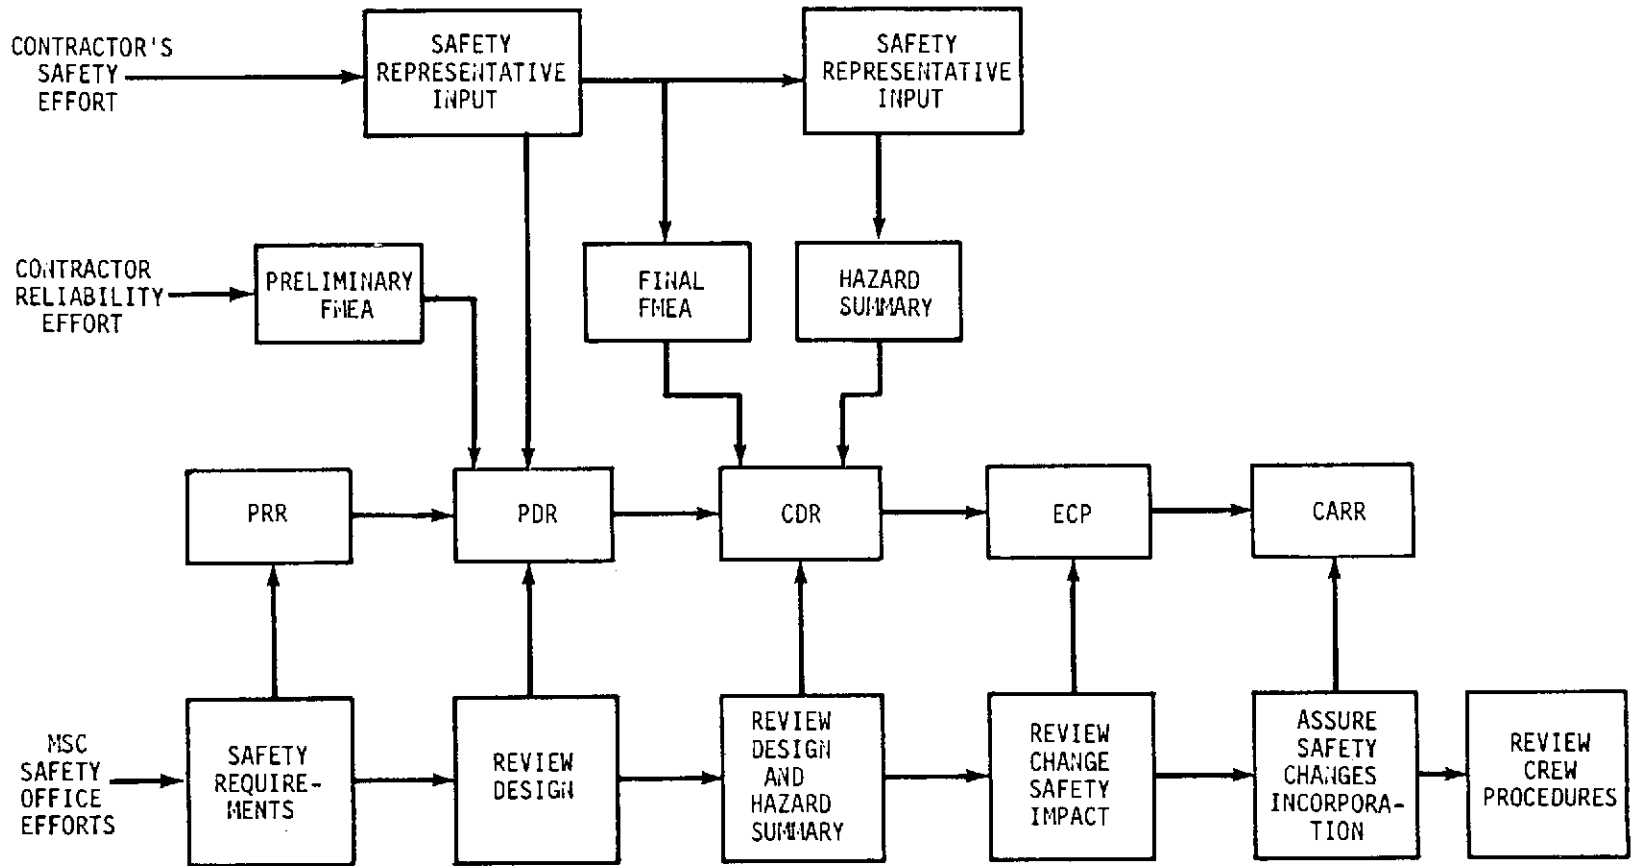 CONTRACTOR'S
SAFETY
EFFORT
SAFETY
REPRESENTATIVE
INPUT
SAFETY
REPRESENTATIVE
INPUT
CONTRACTOR
RELIABILITY
EFFORT
PRELIMINARY
FMEA
FINAL
FMEA
HAZARD
SUMMARY
PRR
PDR
CDR
ECP
CARR
MSC
SAFETY
OFFICE
EFFORTS
SAFETY
REQUIRE-
MENTS
REVIEW
DESIGN
REVIEW
DESIGN
AND
HAZARD
SUMMARY
REVIEW
CHANGE
SAFETY
IMPACT
ASSURE
SAFETY
CHANGES
INCORPORA-
TION
REVIEW
CREW
PROCEDURES